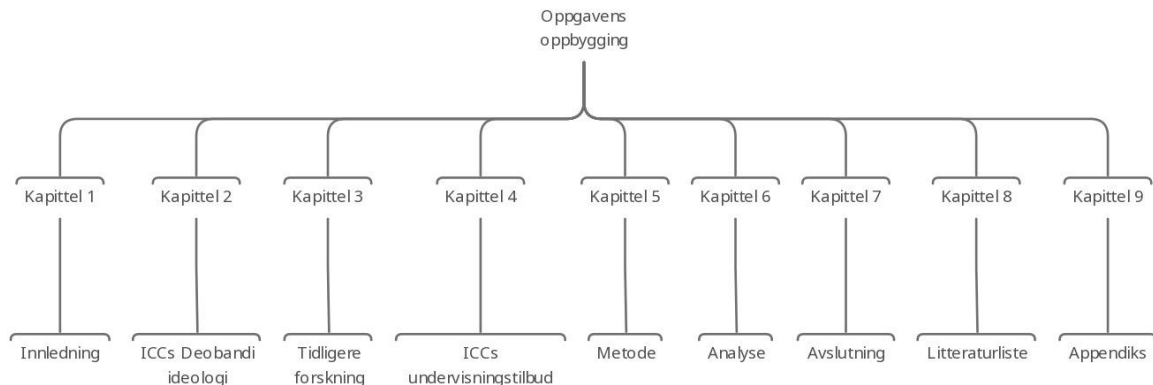 Oppgavens
oppbygging
Kapittel 1
Kapittel 2
Kapittel 3
Kapittel 4
Kapittel 5
Kapittel 6
Kapittel 7
Kapittel 8
Kapittel 9
Innledning
ICCs Deobandi
ideologi
Tidligere
forskning
ICCs
undervisningstilbud
Metode
Analyse
Avslutning
Litteraturliste
Appendiks